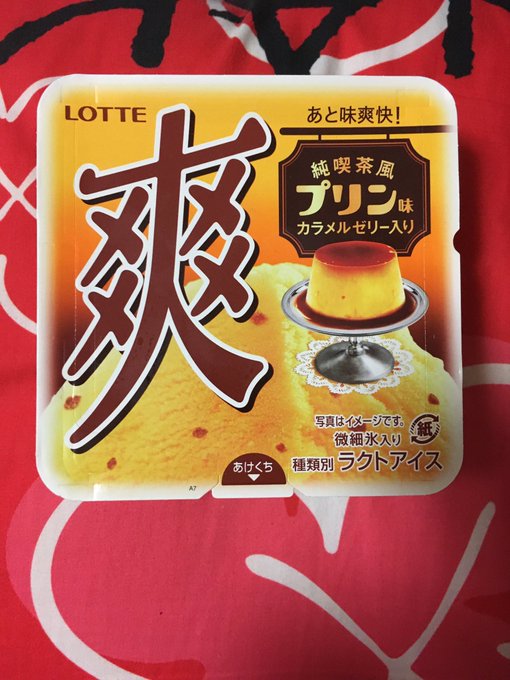 LOTTE
爽
あと味爽快!
純喫茶風
プリン味
カラメルゼリー入り
写真はイメージです。
微細氷入り
紙
種類別 ラクトアイス
あけくち
A7